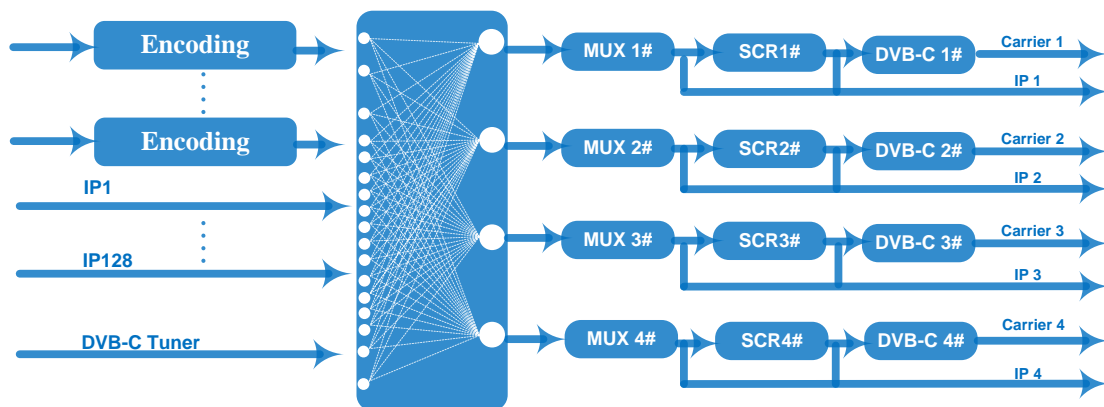 Encoding
Encoding
IP1
IP128
DVB-C Tuner
MUX 1# SCR1# DVB-C 1# Carrier 1
IP 1
MUX 2# SCR2# DVB-C 2# Carrier 2
IP 2
MUX 3# SCR3# DVB-C 3# Carrier 3
IP 3
MUX 4# SCR4# DVB-C 4# Carrier 4
IP 4